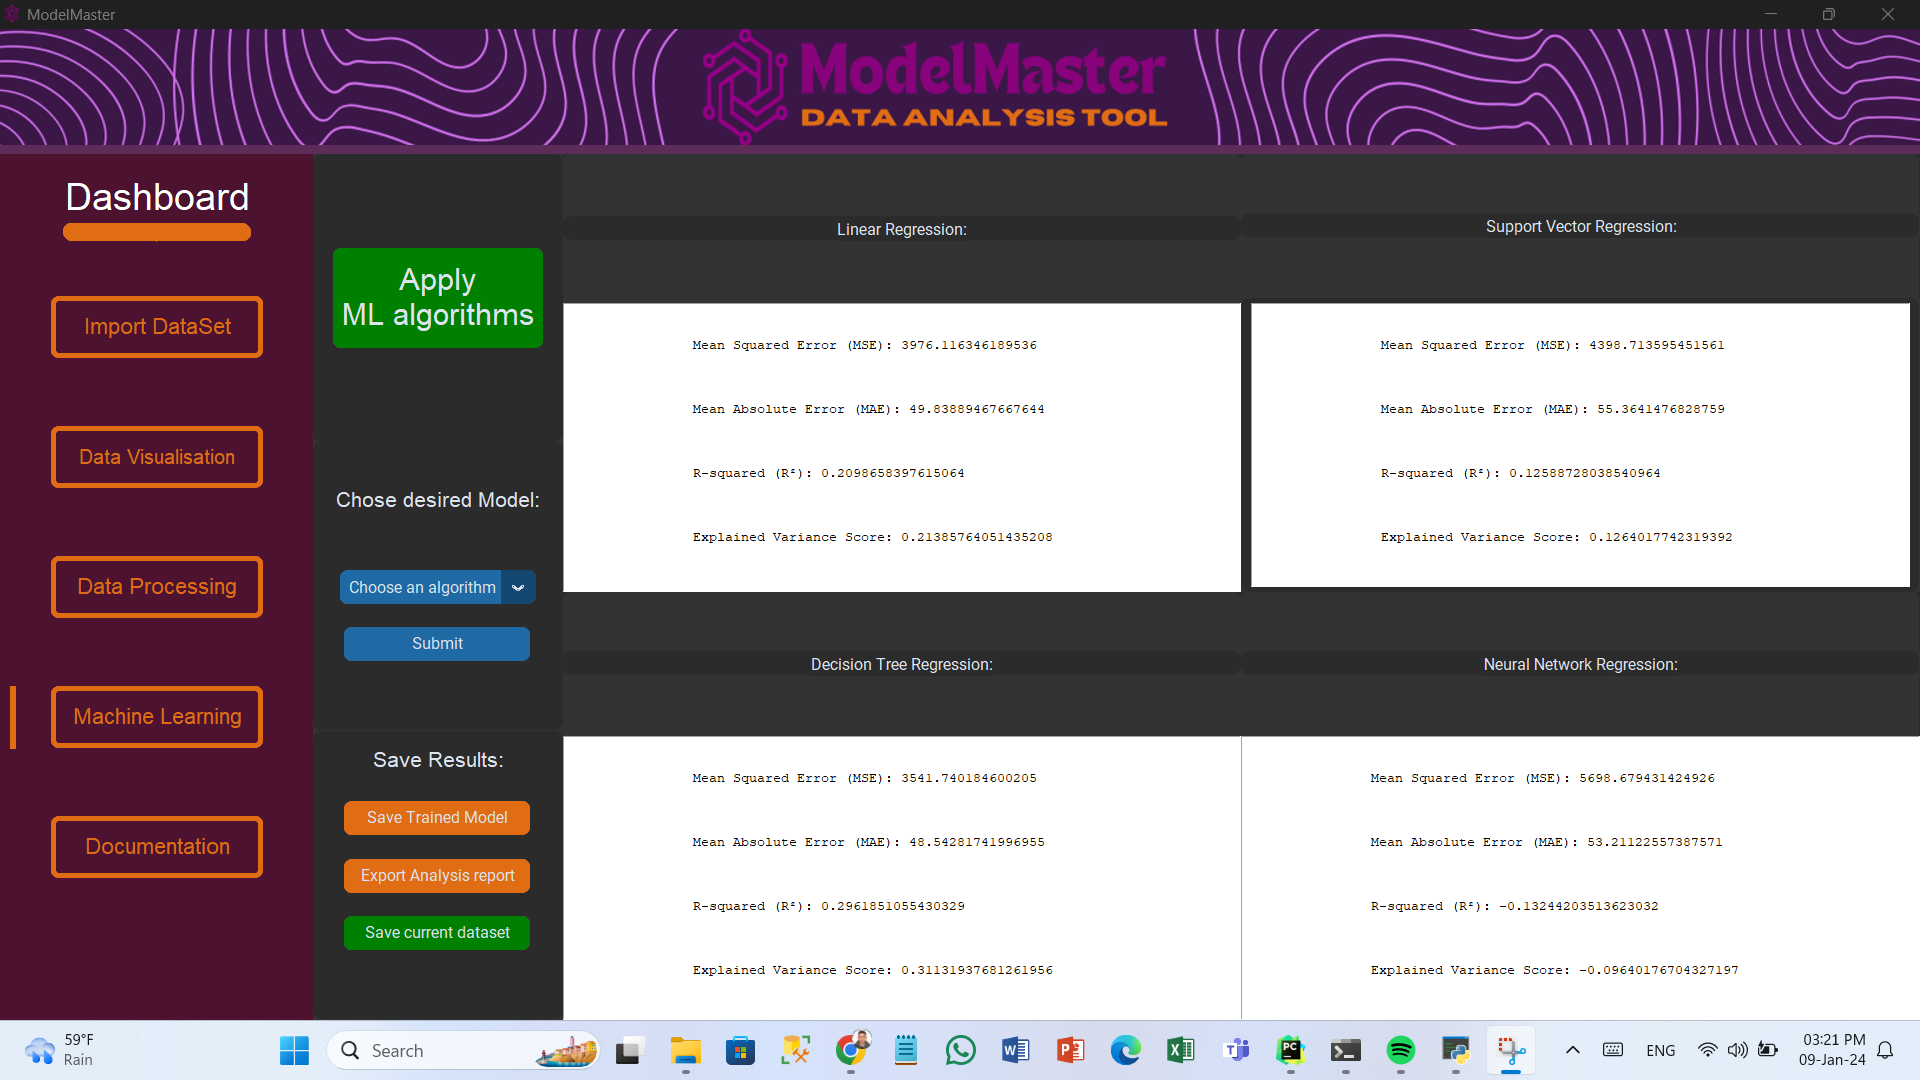 ModelMaster
ModelMaster
DATA ANALYSIS TOOL
Dashboard
Import DataSet
Data Visualisation
Data Processing
Machine Learning
Documentation
Apply
ML algorithms
Chose desired Model:
Choose an algorithm
Submit
Save Results:
Save Trained Model
Export Analysis report
Save current dataset
Linear Regression:
Mean Squared Error (MSE): 3976.116346189536
Mean Absolute Error (MAE): 49.83889467667644
R-squared (R²): 0.2098658397615064
Explained Variance Score: 0.21385764051435208
Support Vector Regression:
Mean Squared Error (MSE): 4398.713595451561
Mean Absolute Error (MAE): 55.3641476828759
R-squared (R²): 0.12588728038540964
Explained Variance Score: 0.1264017742319392
Decision Tree Regression:
Mean Squared Error (MSE): 3541.740184600205
Mean Absolute Error (MAE): 48.54281741996955
R-squared (R²): 0.2961851055430329
Explained Variance Score: 0.31131937681261956
Neural Network Regression:
Mean Squared Error (MSE): 5698.679431424926
Mean Absolute Error (MAE): 53.21122557387571
R-squared (R²): -0.13244203513623032
Explained Variance Score: -0.09640176704327197
59°F
Rain
Search
PC
ENG
03:21 PM
09-Jan-24